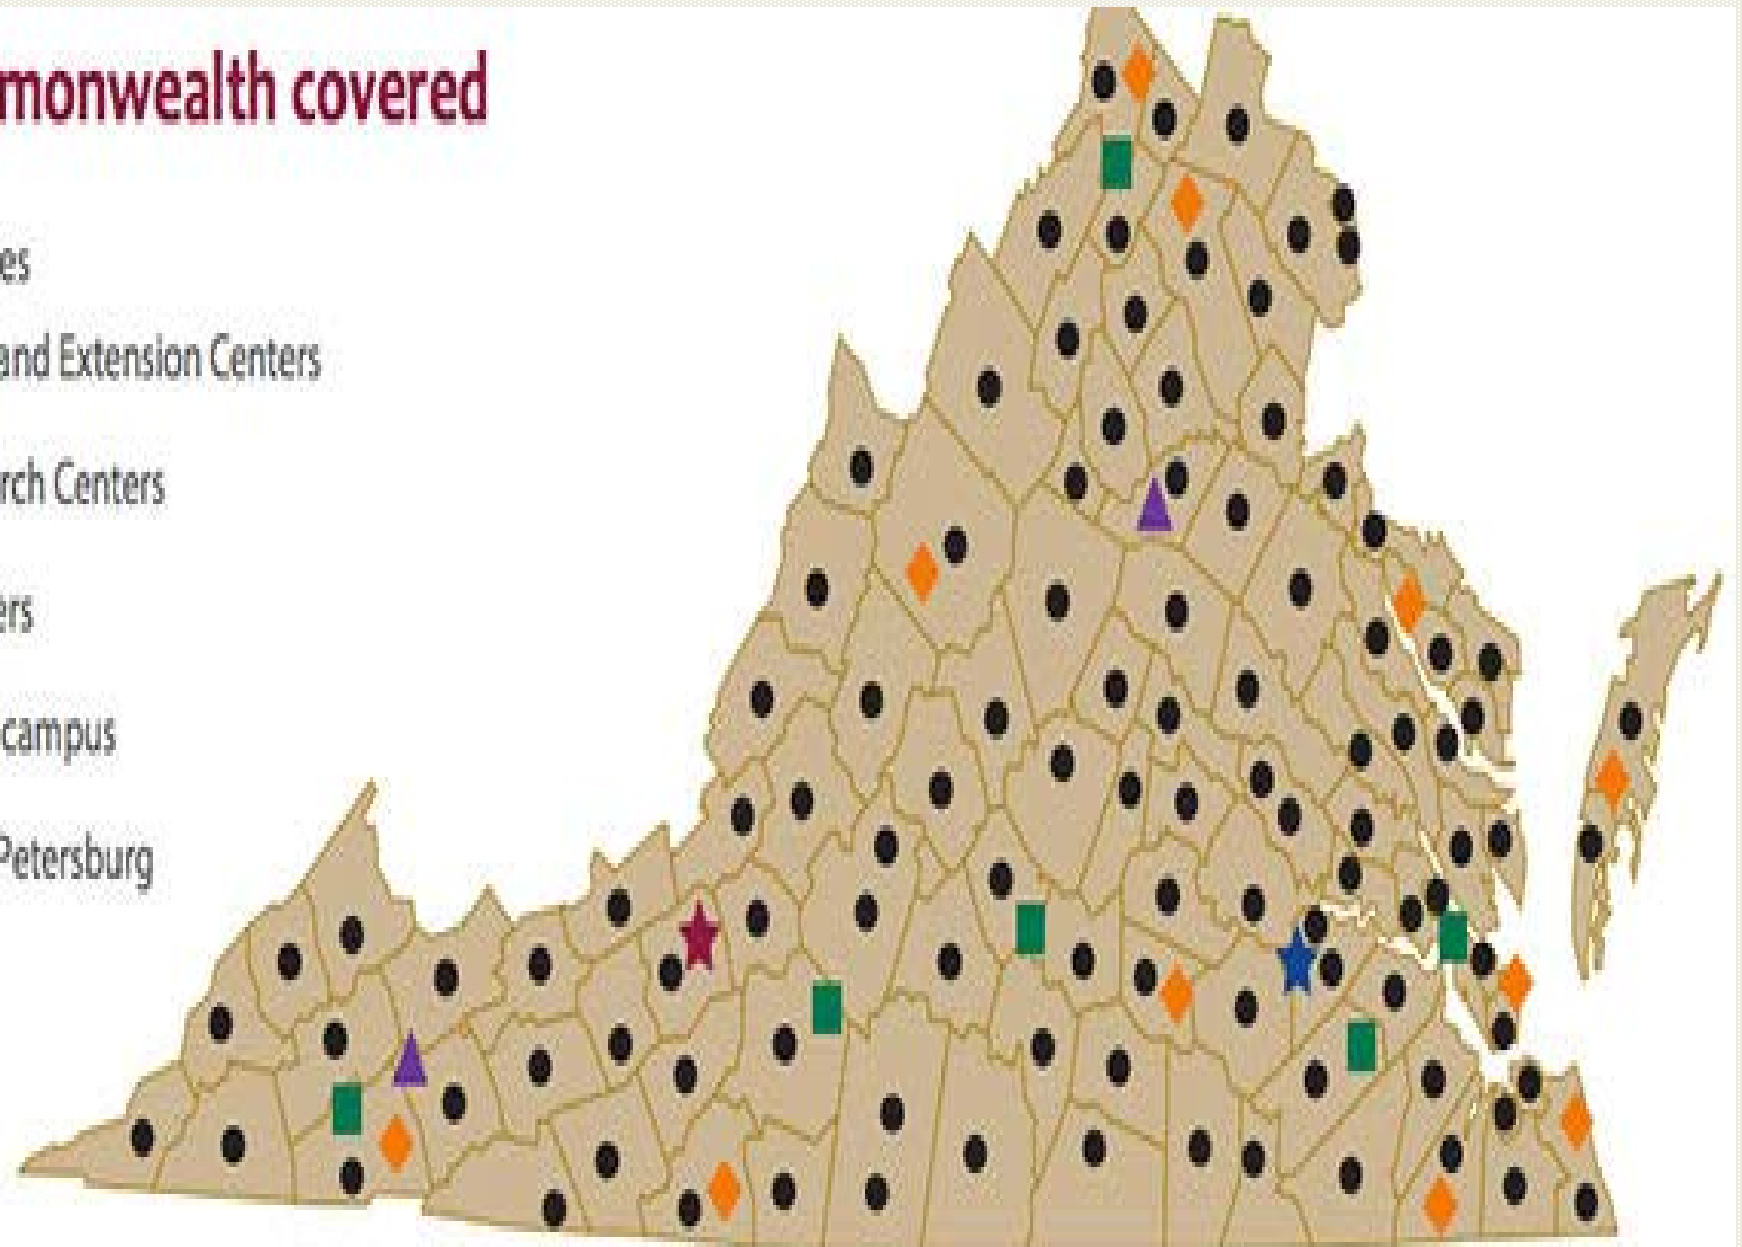 monwealth covered
es
and Extension Centers
rch Centers
ers
campus
Petersburg